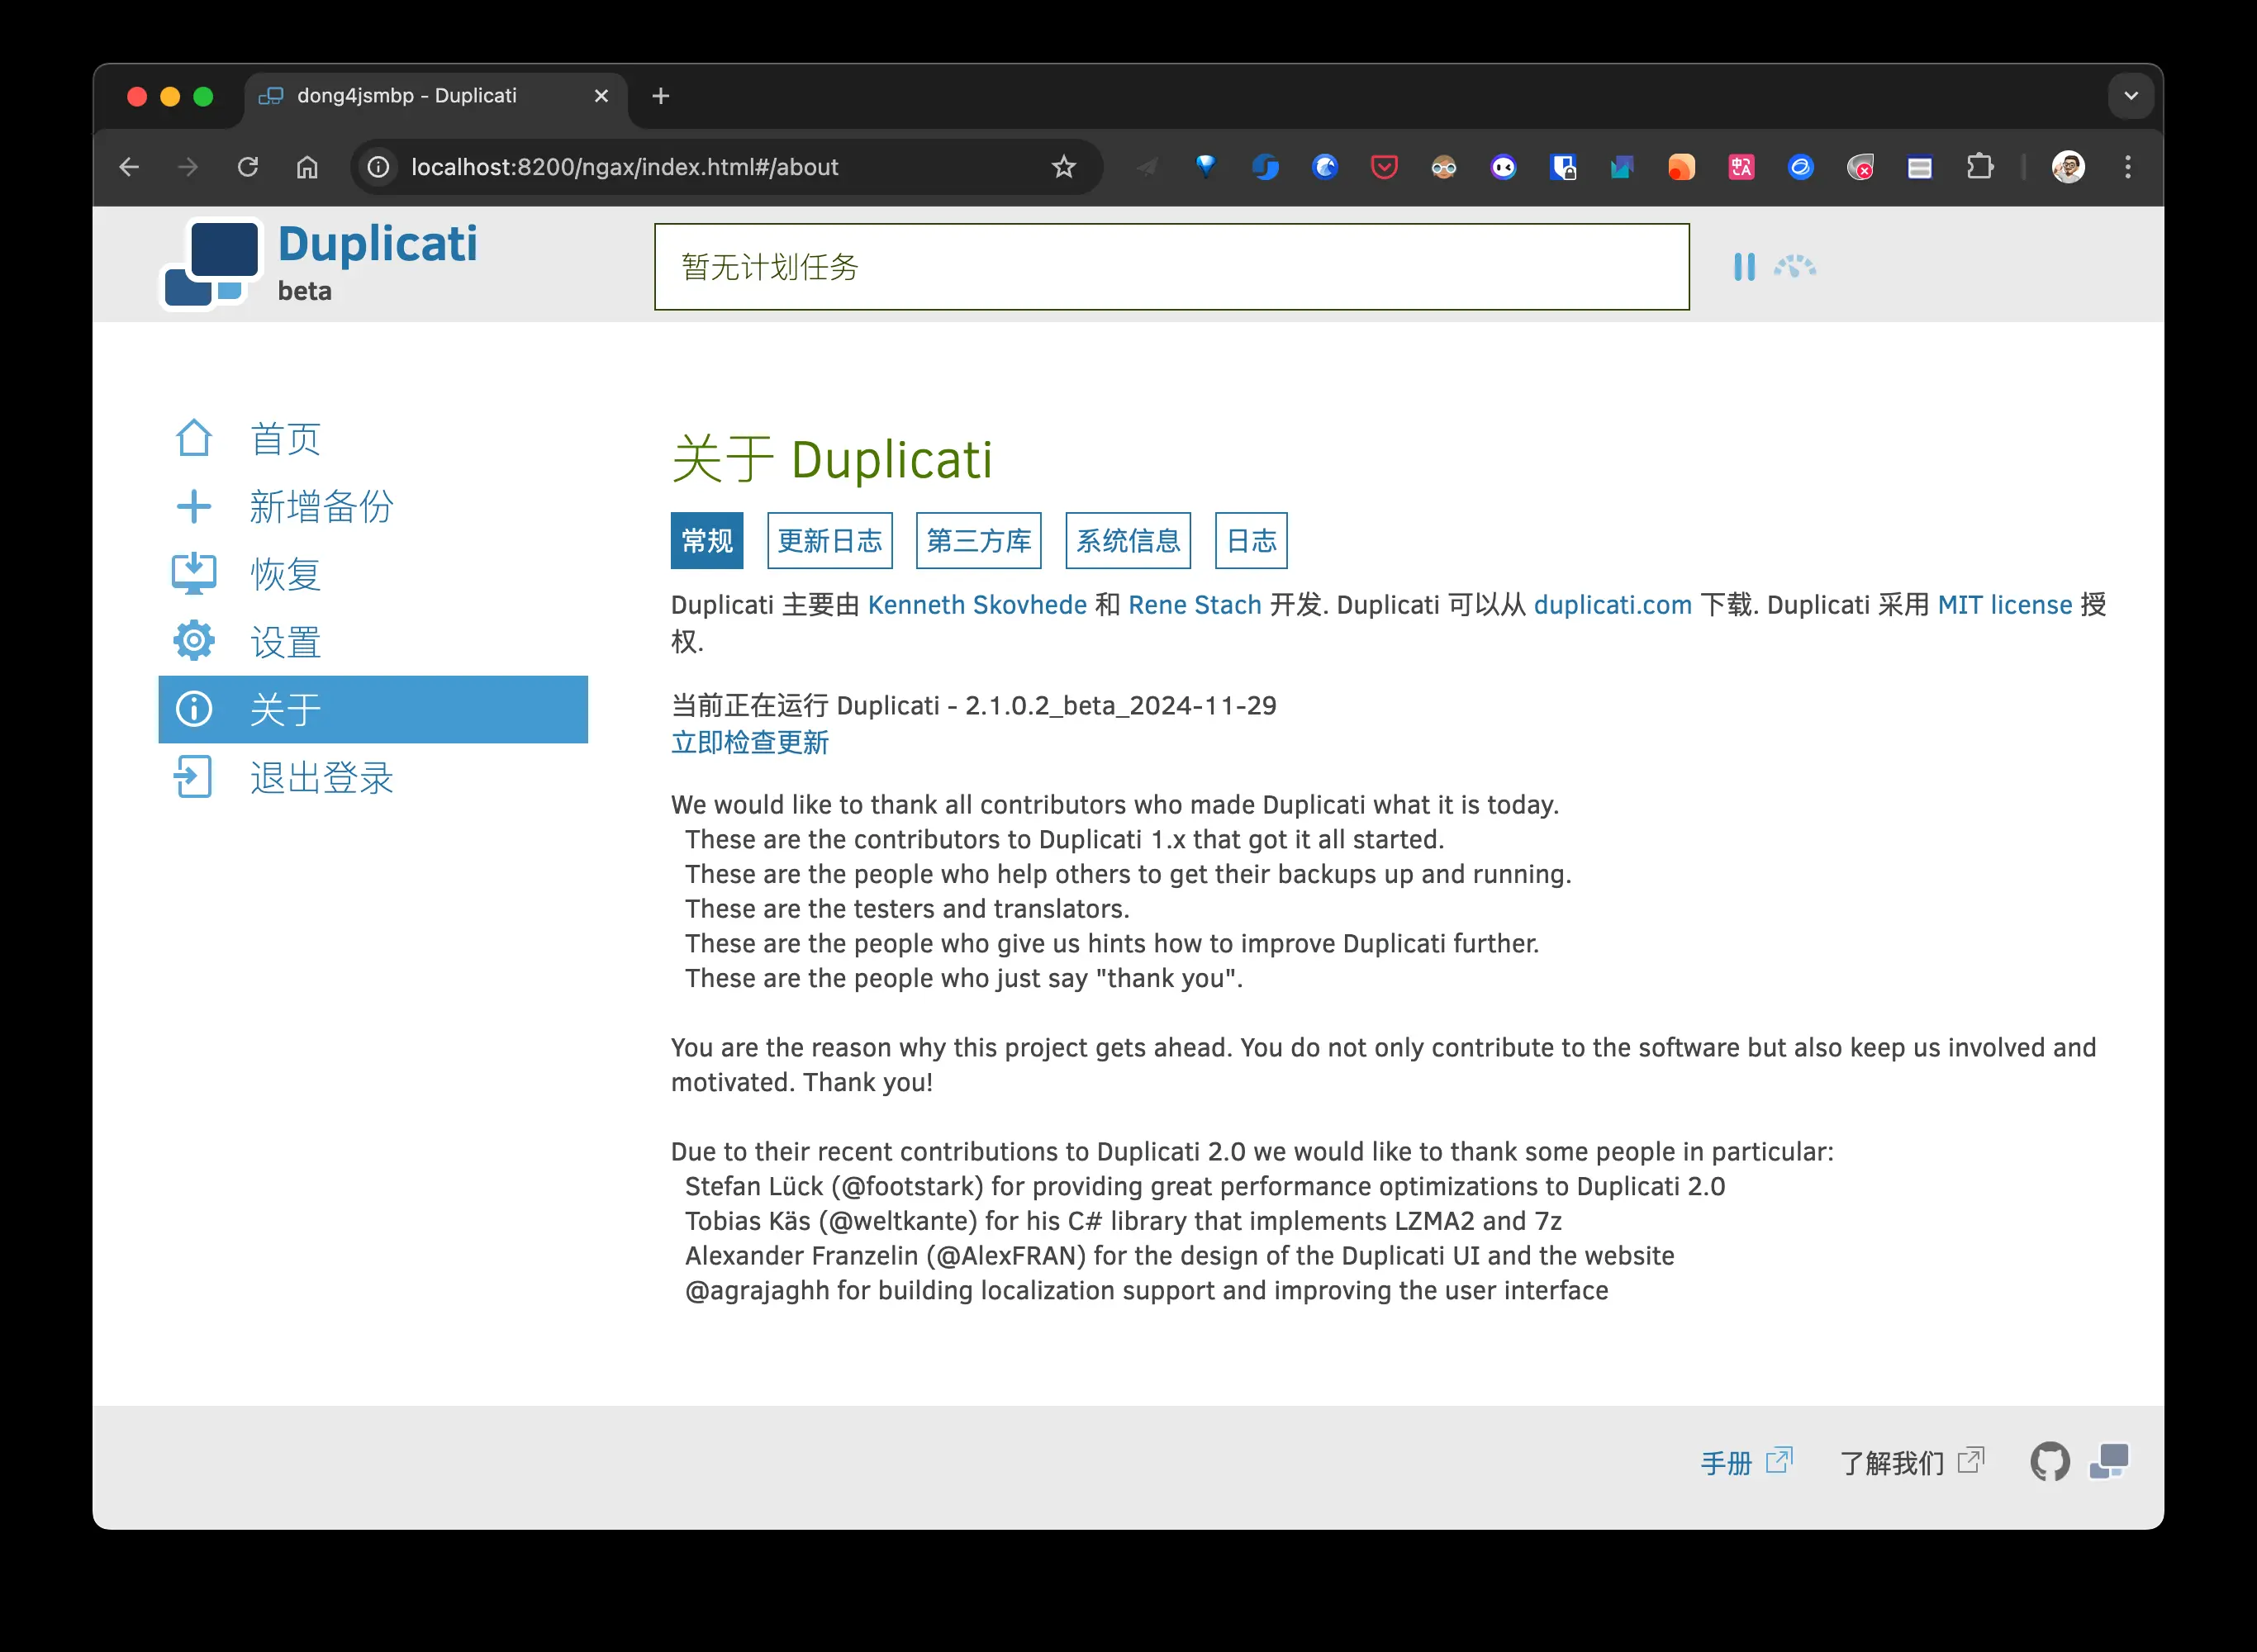 dong4jsmbp - Duplicati
localhost:8200/ngax/index.html#/about
Duplicati
beta
暂无计划任务
首页
新增备份
恢复
设置
关于
退出登录
关于 Duplicati
常规 更新日志 第三方库 系统信息 日志
Duplicati 主要由 Kenneth Skovhede 和 Rene Stach 开发. Duplicati 可以从 duplicati.com 下载. Duplicati 采用 MIT license 授
权.
当前正在运行 Duplicati - 2.1.0.2_beta_2024-11-29
立即检查更新
We would like to thank all contributors who made Duplicati what it is today.
These are the contributors to Duplicati 1.x that got it all started.
These are the people who help others to get their backups up and running.
These are the testers and translators.
These are the people who give us hints how to improve Duplicati further.
These are the people who just say "thank you".
You are the reason why this project gets ahead. You do not only contribute to the software but also keep us involved and
motivated. Thank you!
Due to their recent contributions to Duplicati 2.0 we would like to thank some people in particular:
Stefan Lück (@footstark) for providing great performance optimizations to Duplicati 2.0
Tobias Käs (@weltkante) for his C# library that implements LZMA2 and 7z
Alexander Franzelin (@AlexFRAN) for the design of the Duplicati UI and the website
@agrajaghh for building localization support and improving the user interface
手册 了解我们